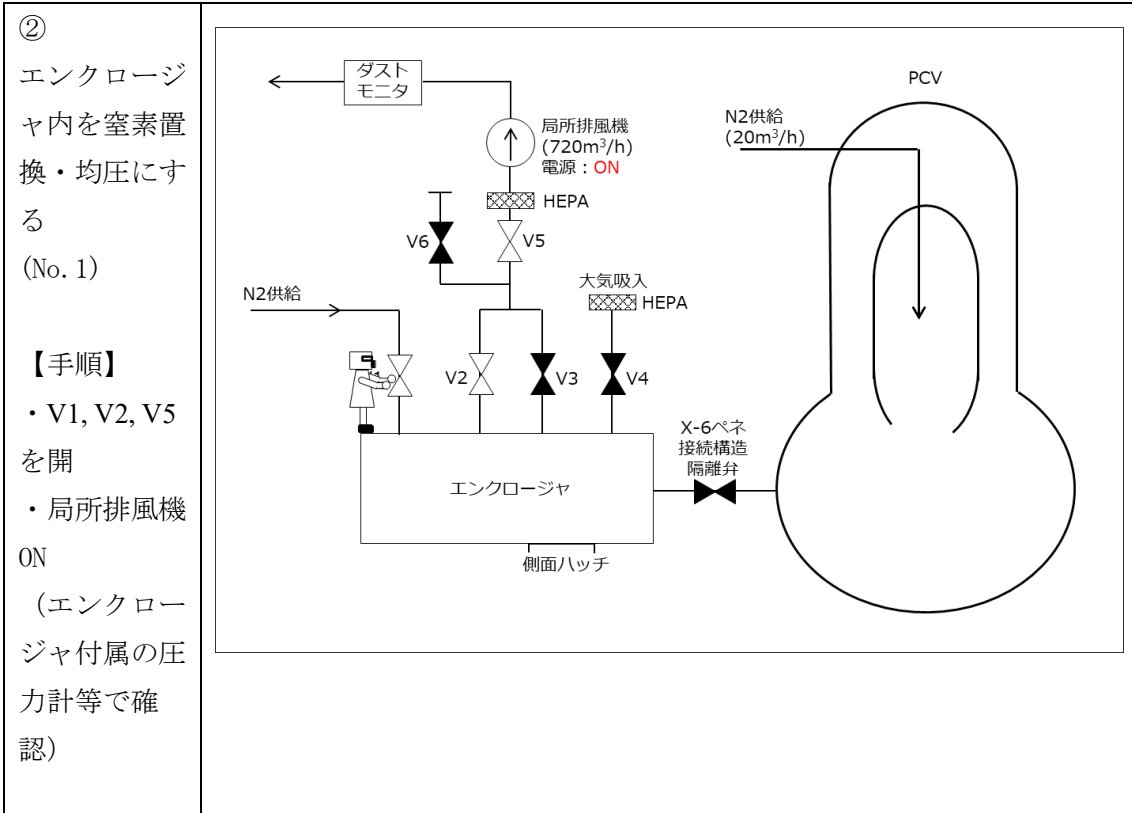 ②
エンクロージ
ャ内を窒素置
換・均圧にす
る
(No.1)
【手順】
・V1, V2, V5
を開
・局所排風機
ON
（エンクロー
ジャ付属の圧
力計等で確
認）
ダスト
モニタ
局所排風機
(720m³/h)
電源：ON
HEPA
V6
V5
大気吸入
HEPA
N2供給
V2
V3
V4
エンクロージャ
側面ハッチ
X-6ペネ
接続構造
隔離弁
PCV
N2供給
(20m³/h)